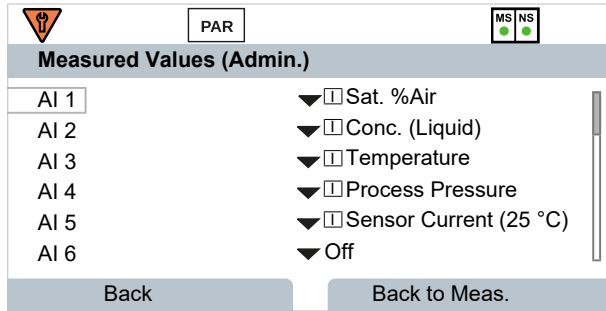 PAR
MS NS
Measured Values (Admin.)
AI 1 I Sat. %Air
AI 2 I Conc. (Liquid)
AI 3 I Temperature
AI 4 I Process Pressure
AI 5 I Sensor Current (25 °C)
AI 6 Off
Back Back to Meas.